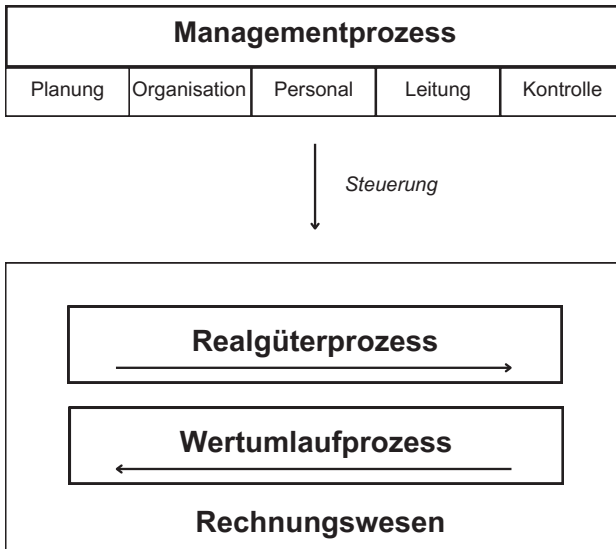 Managementprozess
Planung Organisation Personal Leitung Kontrolle
Steuerung
Realgüterprozess
Wertumlaufprozess
Rechnungswesen